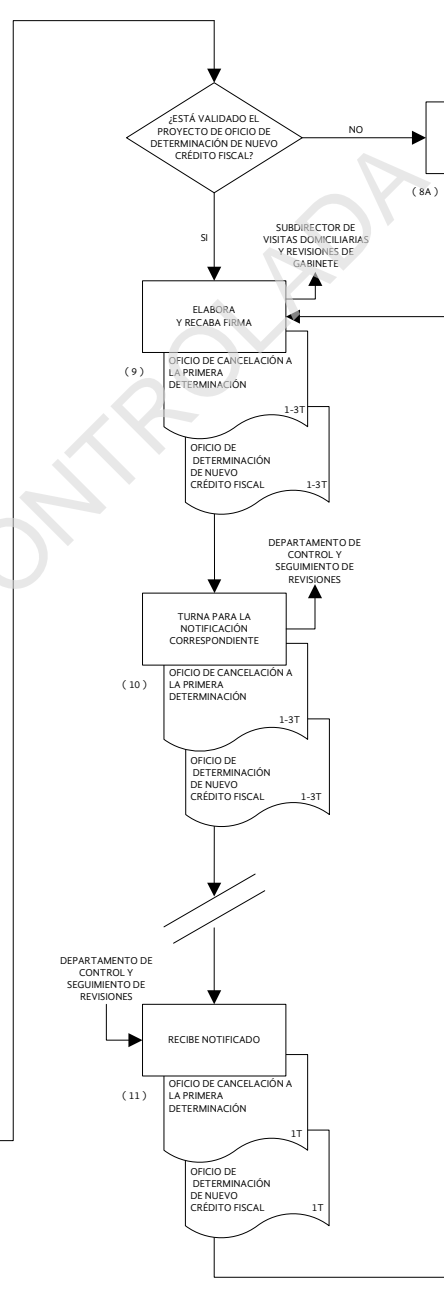 ¿ESTÁ VALIDADO EL
PROYECTO DE OFICIO DE
DETERMINACIÓN DE NUEVO
CRÉDITO FISCAL?
NO
( 8A )
SI
SUBDIRECTOR DE
VISITAS DOMICILIARIAS
Y REVISIONES DE
GABINETE
ELABORA
Y RECABA FIRMA
( 9 )
OFICIO DE CANCELACIÓN A
LA PRIMERA
DETERMINACIÓN
1-3T
OFICIO DE
DETERMINACIÓN
DE NUEVO
CRÉDITO FISCAL 1-3T
DEPARTAMENTO DE
CONTROL Y
SEGUIMIENTO DE
REVISIONES
TURNA PARA LA
NOTIFICACIÓN
CORRESPONDIENTE
( 10 )
OFICIO DE CANCELACIÓN A
LA PRIMERA
DETERMINACIÓN
1-3T
OFICIO DE
DETERMINACIÓN
DE NUEVO
CRÉDITO FISCAL 1-3T
DEPARTAMENTO DE
CONTROL Y
SEGUIMIENTO DE
REVISIONES
RECIBE NOTIFICADO
( 11 )
OFICIO DE CANCELACIÓN A
LA PRIMERA
DETERMINACIÓN
1T
OFICIO DE
DETERMINACIÓN
DE NUEVO
CRÉDITO FISCAL 1T
ONTROLADA